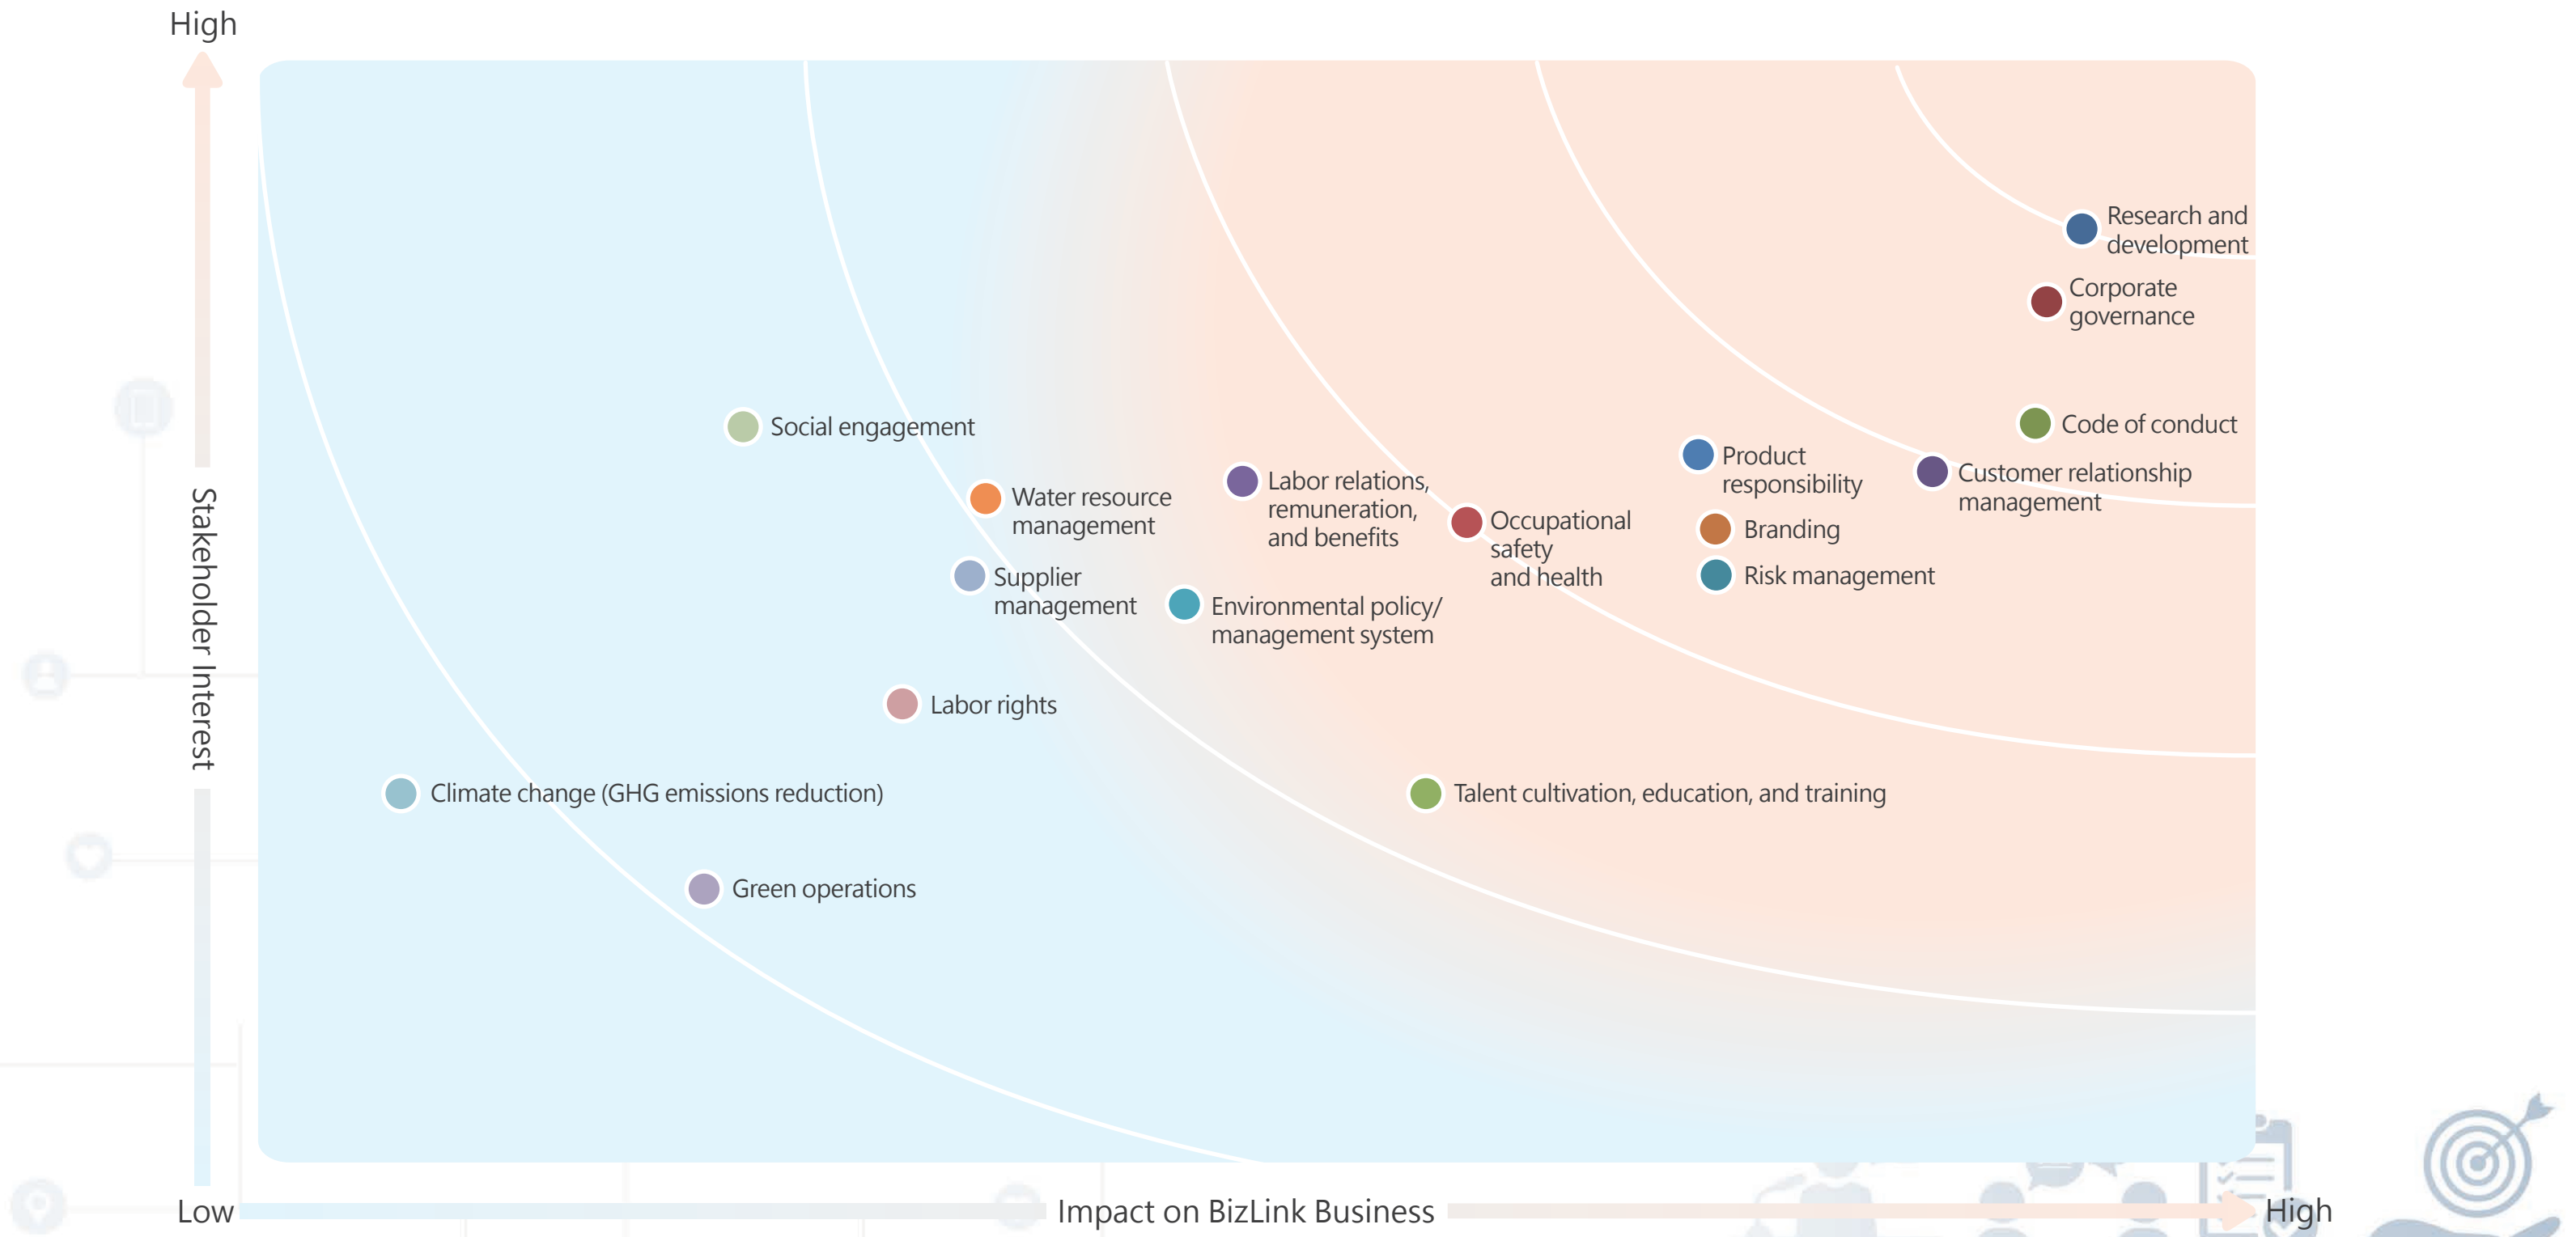 High
Research and
development
Corporate
governance
Code of conduct
Social engagement
Product
responsibility
Customer relationship
management
Labor relations,
remuneration,
and benefits
Water resource
management
Occupational
safety
and health
Branding
Risk management
Supplier
management
Environmental policy/
management system
Labor rights
Climate change (GHG emissions reduction)
Talent cultivation, education, and training
Green operations
Stakeholder Interest
Low
Impact on BizLink Business
High